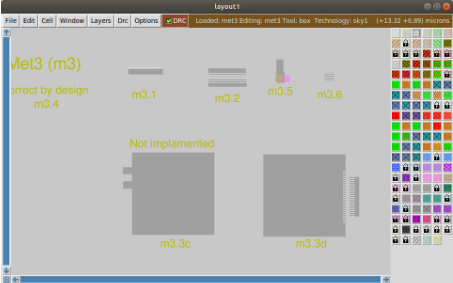 layout1
File Edit Cell Window Layers Drc Options DRC Loaded: met3 Editing: met3 Tool: box Technology: sky1 (+13.32 +6.89) microns
Met3 (m3)
orrect by design
m3.4
m3.1
m3.2
m3.5
m3.6
Not implamented
m3.3c
m3.3d